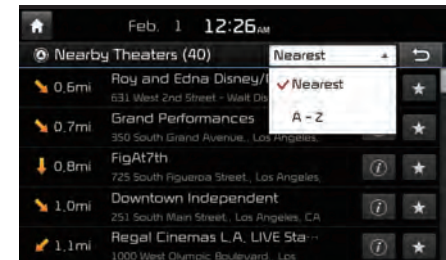 Feb. 1 12:26AM
Nearby Theaters (40) Nearest
0.6mi Roy and Edna Disney/
631 West 2nd Street - Walt Dis
Nearest
A - Z
0.7mi Grand Performances
350 South Grand Avenue., Los Angeles,
0.8mi FigAt7th
725 South Figueroa Street., Los Angeles,
1.0mi Downtown Independent
251 South Main Street., Los Angeles, CA
1.1mi Regal Cinemas L.A. LIVE Sta...
1000 West Olympic Boulevard., Los